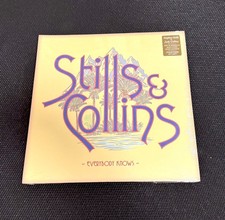 Stills &
Collins
~ EVERYBODY KNOWS ~